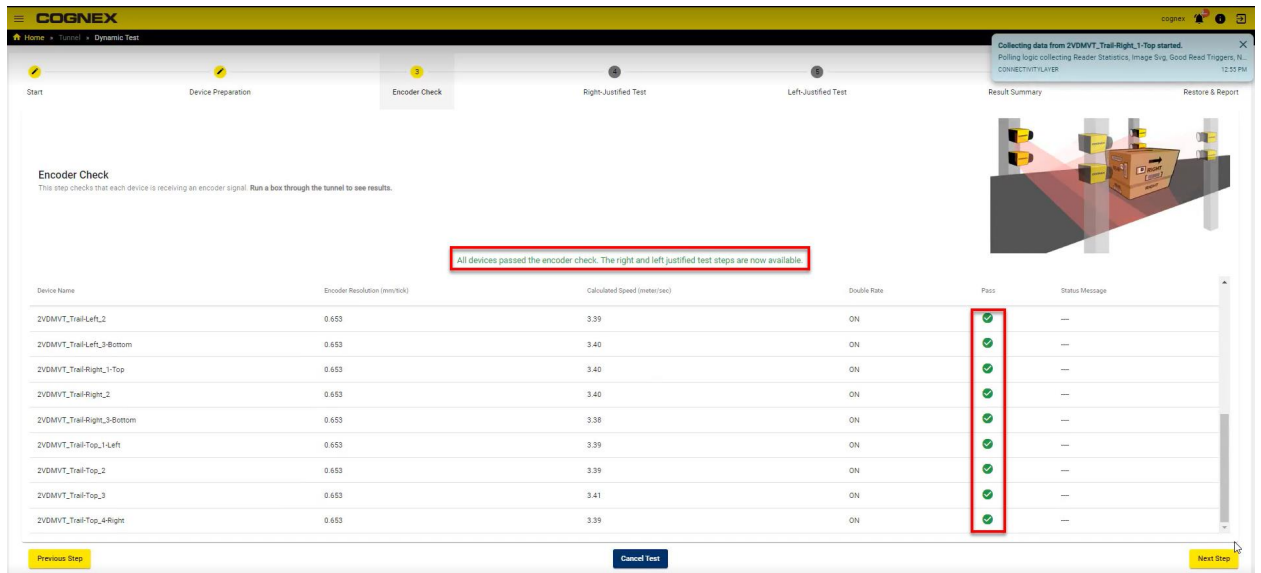 COGNEX
cognex
Home » Tunnel » Dynamic Test
Collecting data from 2VDMVT_Trail-Right_1-Top started.
Polling logic collecting Reader Statistics, Image Svg, Good Read Triggers, N...
CONNECTIVITYLAYER 12:55 PM
3 4 5
Start Device Preparation Encoder Check Right-Justified Test Left-Justified Test Result Summary Restore & Report
Encoder Check
This step checks that each device is receiving an encoder signal. Run a box through the tunnel to see results.
RIGHT
All devices passed the encoder check. The right and left justified test steps are now available.
Device Name Encoder Resolution (mm/tick) Calculated Speed (meter/sec) Double Rate Pass Status Message
2VDMVT_Trail-Left_2 0.653 3.39 ON ---
2VDMVT_Trail-Left_3-Bottom 0.653 3.40 ON ---
2VDMVT_Trail-Right_1-Top 0.653 3.40 ON ---
2VDMVT_Trail-Right_2 0.653 3.40 ON ---
2VDMVT_Trail-Right_3-Bottom 0.653 3.38 ON ---
2VDMVT_Trail-Top_1-Left 0.653 3.39 ON ---
2VDMVT_Trail-Top_2 0.653 3.39 ON ---
2VDMVT_Trail-Top_3 0.653 3.41 ON ---
2VDMVT_Trail-Top_4-Right 0.653 3.39 ON ---
Previous Step Cancel Test Next Step